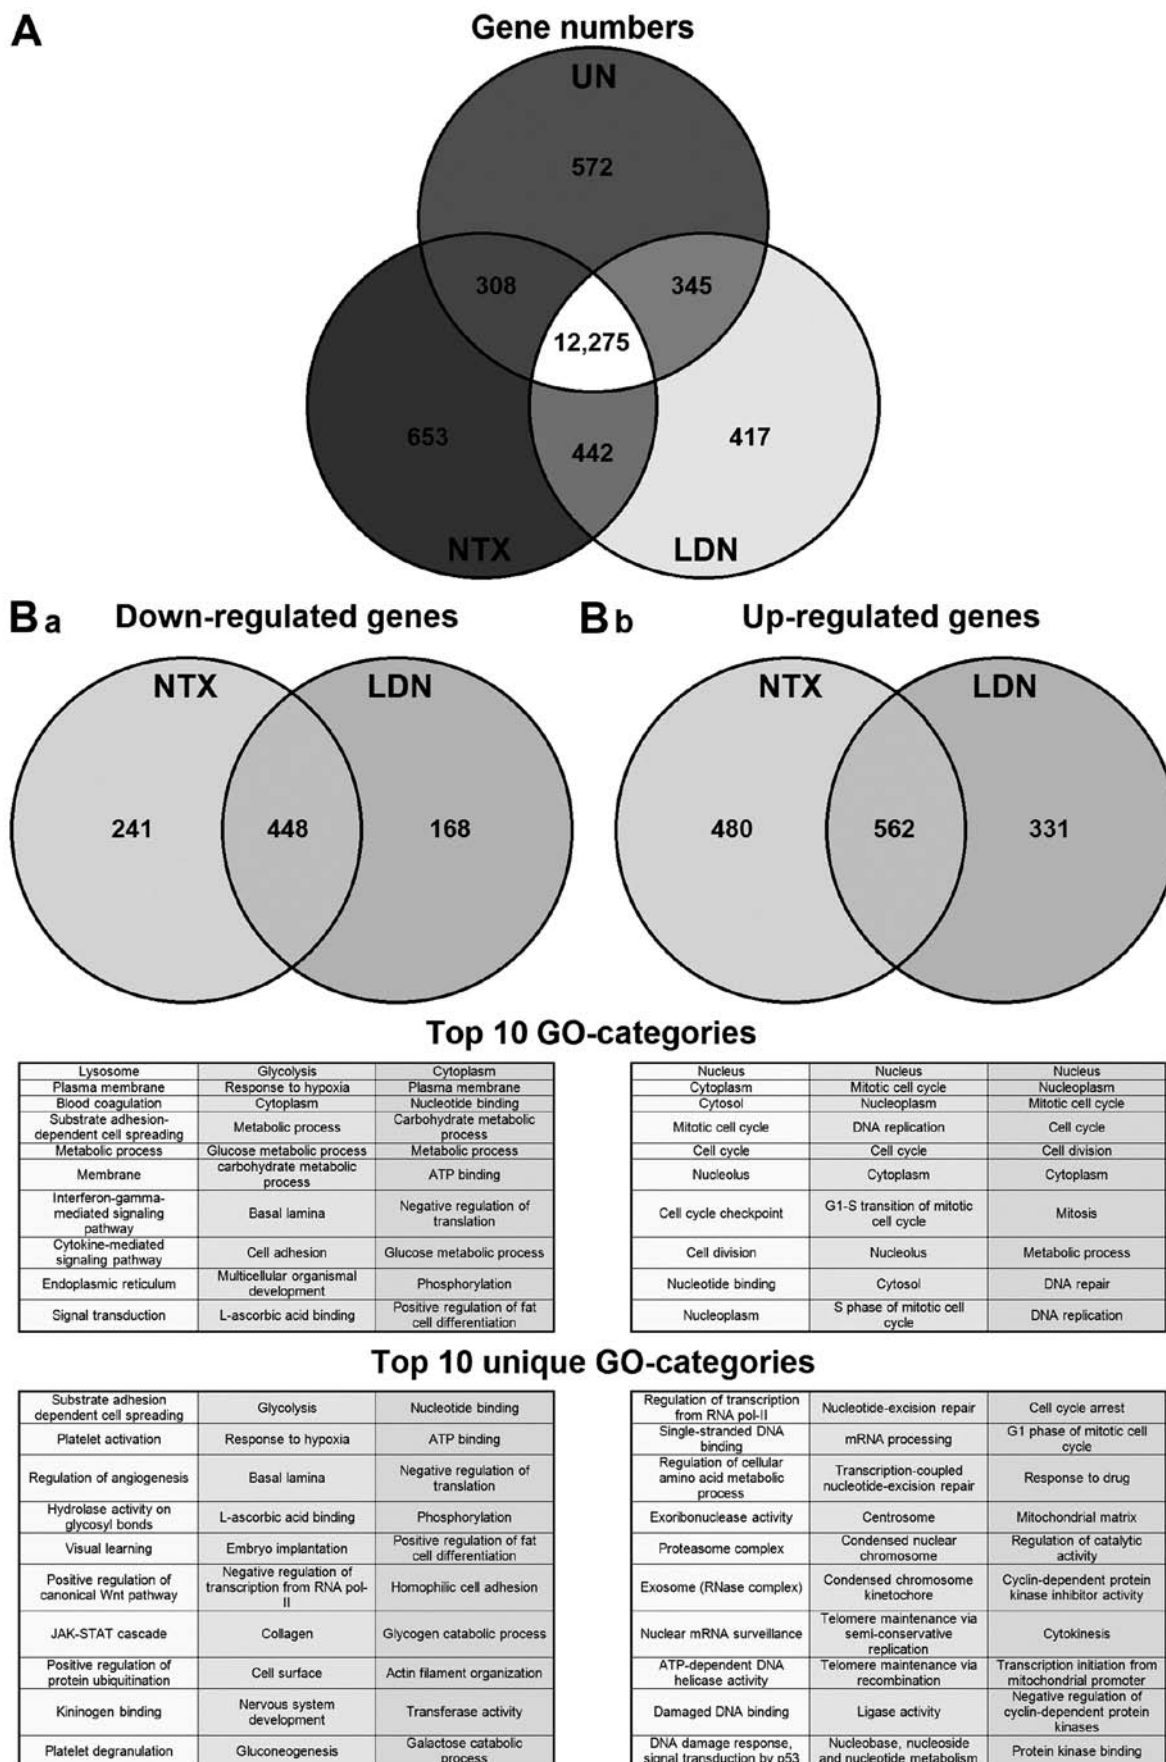 A
Gene numbers
UN
572
308
345
12,275
653
442
417
NTX
LDN
B a
Down-regulated genes
B b
Up-regulated genes
NTX
LDN
NTX
LDN
241
448
168
480
562
331
Top 10 GO-categories
Lysosome
Glycolysis
Cytoplasm
Plasma membrane
Response to hypoxia
Plasma membrane
Blood coagulation
Cytoplasm
Nucleotide binding
Substrate adhesion-
dependent cell spreading
Metabolic process
Carbohydrate metabolic
process
Metabolic process
Glucose metabolic process
Metabolic process
Membrane
carbohydrate metabolic
process
ATP binding
Interferon-gamma-
mediated signaling
pathway
Basal lamina
Negative regulation of
translation
Cytokine-mediated
signaling pathway
Cell adhesion
Glucose metabolic process
Endoplasmic reticulum
Multicellular organismal
development
Phosphorylation
Signal transduction
L-ascorbic acid binding
Positive regulation of fat
cell differentiation
Nucleus
Nucleus
Nucleus
Cytoplasm
Mitotic cell cycle
Nucleoplasm
Cytosol
Nucleoplasm
Mitotic cell cycle
Mitotic cell cycle
DNA replication
Cell cycle
Cell cycle
Cell cycle
Cell division
Nucleolus
Cytoplasm
Cytoplasm
Cell cycle checkpoint
G1-S transition of mitotic
cell cycle
Mitosis
Cell division
Nucleolus
Metabolic process
Nucleotide binding
Cytosol
DNA repair
Nucleoplasm
S phase of mitotic cell
cycle
DNA replication
Top 10 unique GO-categories
Substrate adhesion
dependent cell spreading
Glycolysis
Nucleotide binding
Platelet activation
Response to hypoxia
ATP binding
Regulation of angiogenesis
Basal lamina
Negative regulation of
translation
Hydrolase activity on
glycosyl bonds
L-ascorbic acid binding
Phosphorylation
Visual learning
Embryo implantation
Positive regulation of fat
cell differentiation
Positive regulation of
canonical Wnt pathway
Negative regulation of
transcription from RNA pol-
II
Homophilic cell adhesion
JAK-STAT cascade
Collagen
Glycogen catabolic process
Positive regulation of
protein ubiquitination
Cell surface
Actin filament organization
Kininogen binding
Nervous system
development
Transferase activity
Platelet degranulation
Gluconeogenesis
Galactose catabolic
process
Regulation of transcription
from RNA pol-II
Nucleotide-excision repair
Cell cycle arrest
Single-stranded DNA
binding
mRNA processing
G1 phase of mitotic cell
cycle
Regulation of cellular
amino acid metabolic
process
Transcription-coupled
nucleotide-excision repair
Response to drug
Exoribonuclease activity
Centrosome
Mitochondrial matrix
Proteasome complex
Condensed nuclear
chromosome
Regulation of catalytic
activity
Exosome (RNase complex)
Condensed chromosome
kinetochore
Cyclin-dependent protein
kinase inhibitor activity
Nuclear mRNA surveillance
Telomere maintenance via
semi-conservative
replication
Cytokinesis
ATP-dependent DNA
helicase activity
Telomere maintenance via
recombination
Transcription initiation from
mitochondrial promoter
Damaged DNA binding
Ligase activity
Negative regulation of
cyclin-dependent protein
kinases
DNA damage response,
signal transduction by p53
Nucleobase, nucleoside
and nucleotide metabolism
Protein kinase binding